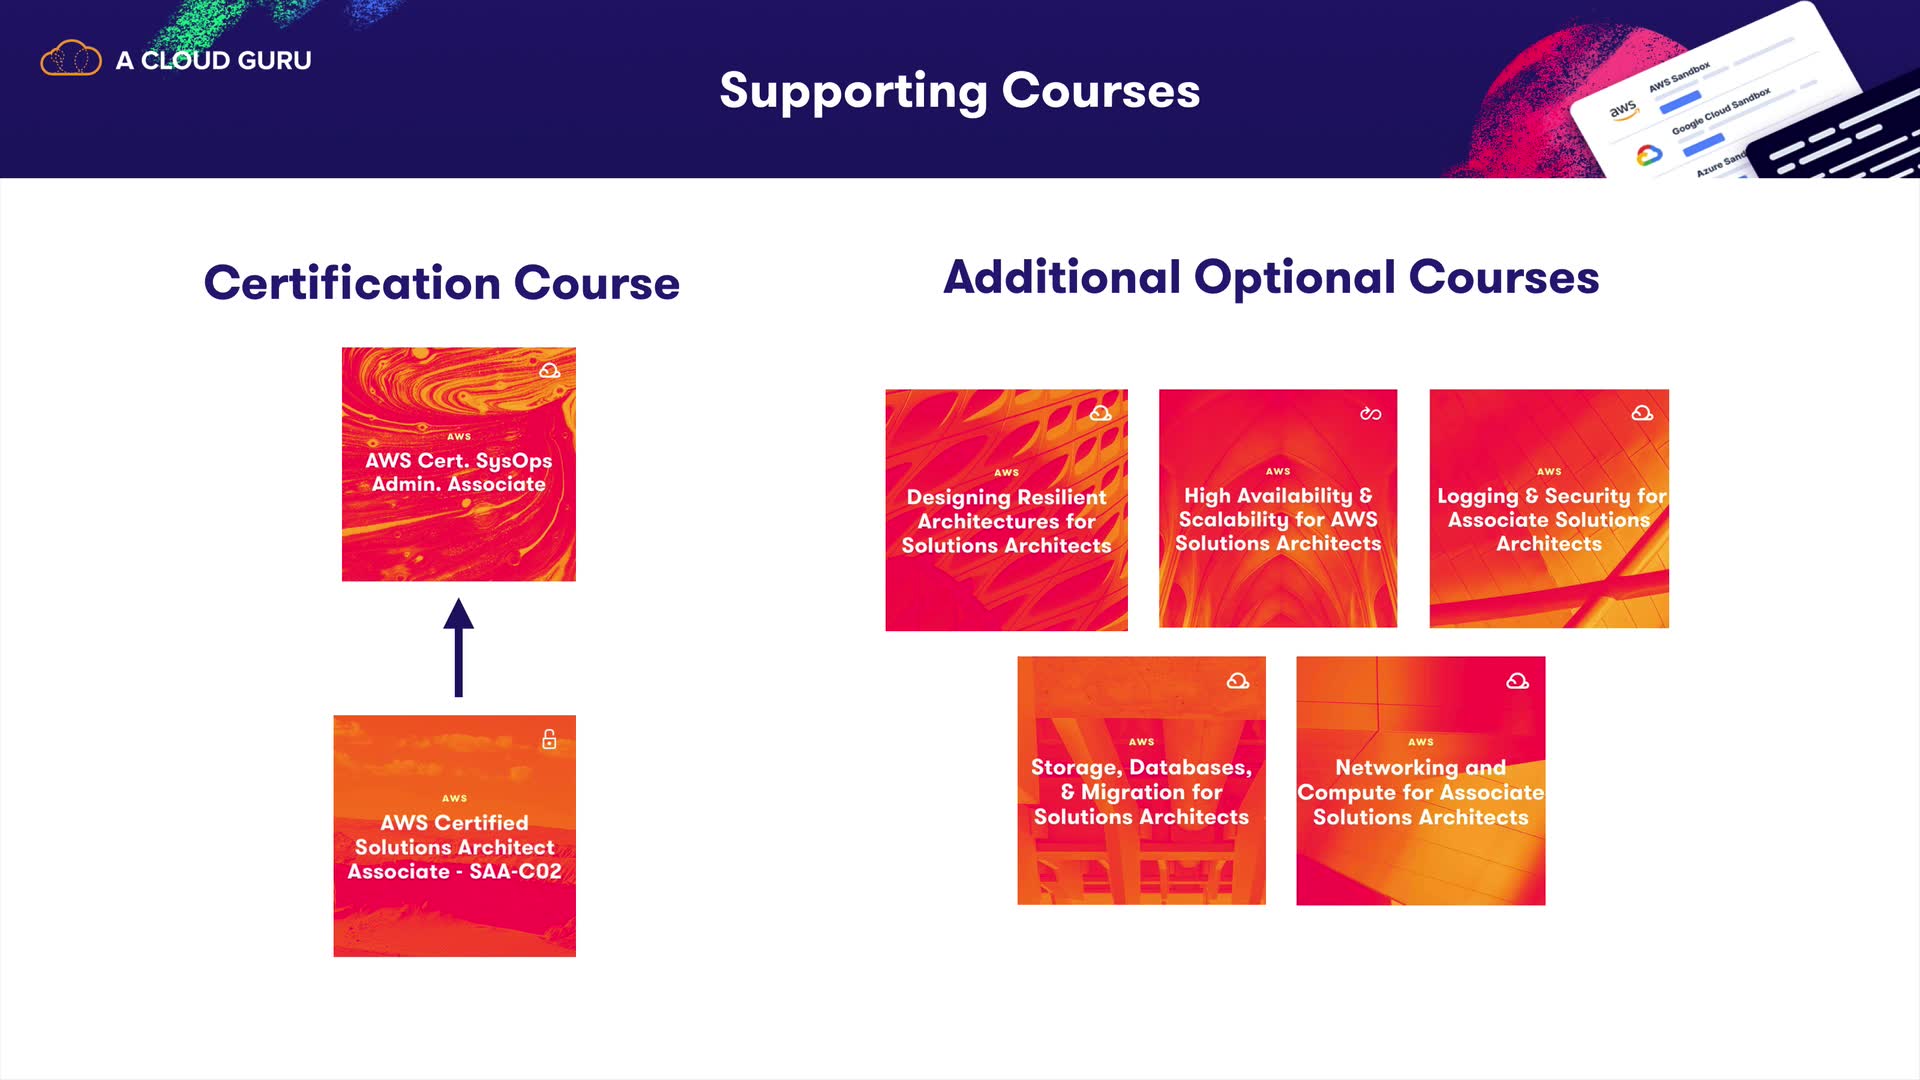 A CLOUD GURU
Supporting Courses
aws
AWS Sandbox
Google Cloud Sandbox
Azure Sand
Certification Course
AWS
AWS Cert. SysOps
Admin. Associate
AWS
AWS Certified
Solutions Architect
Associate - SAA-C02
Additional Optional Courses
AWS
Designing Resilient
Architectures for
Solutions Architects
AWS
High Availability &
Scalability for AWS
Solutions Architects
AWS
Logging & Security for
Associate Solutions
Architects
AWS
Storage, Databases,
& Migration for
Solutions Architects
AWS
Networking and
Compute for Associate
Solutions Architects